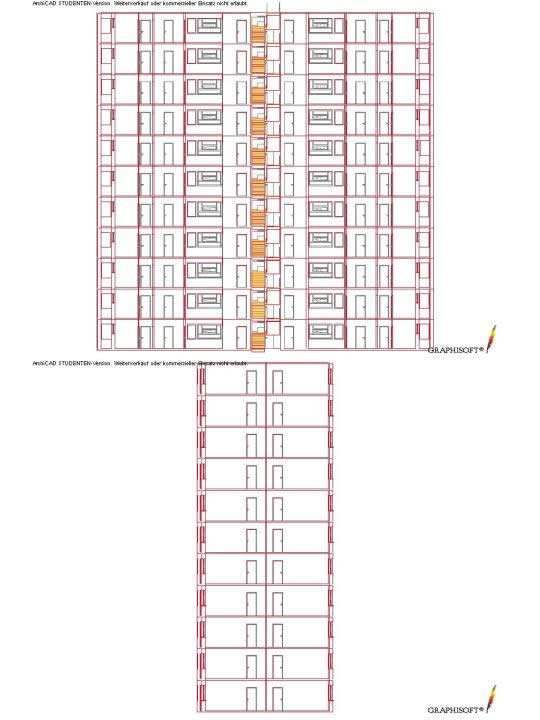 ArchiCAD STUDENTEN-Version. Weiterverkauf oder kommerzieller Einsatz nicht erlaubt.
GRAPHISOFT®
ArchiCAD STUDENTEN-Version. Weiterverkauf oder kommerzieller Einsatz nicht erlaubt.
GRAPHISOFT®